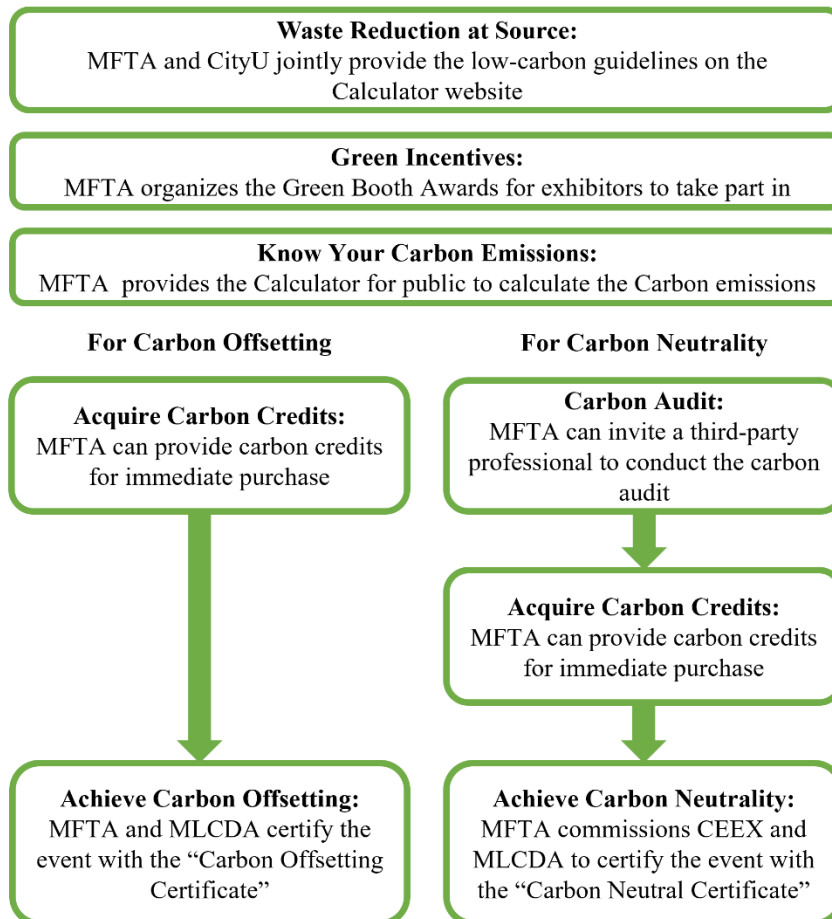 Waste Reduction at Source:
MFTA and CityU jointly provide the low-carbon guidelines on the
Calculator website
Green Incentives:
MFTA organizes the Green Booth Awards for exhibitors to take part in
Know Your Carbon Emissions:
MFTA  provides the Calculator for public to calculate the Carbon emissions
For Carbon Offsetting
Acquire Carbon Credits:
MFTA can provide carbon credits
for immediate purchase
Achieve Carbon Offsetting:
MFTA and MLCDA certify the
event with the “Carbon Offsetting
Certificate”
For Carbon Neutrality
Carbon Audit:
MFTA can invite a third-party
professional to conduct the carbon
audit
Acquire Carbon Credits:
MFTA can provide carbon credits
for immediate purchase
Achieve Carbon Neutrality:
MFTA commissions CEEX and
MLCDA to certify the event with
the “Carbon Neutral Certificate”